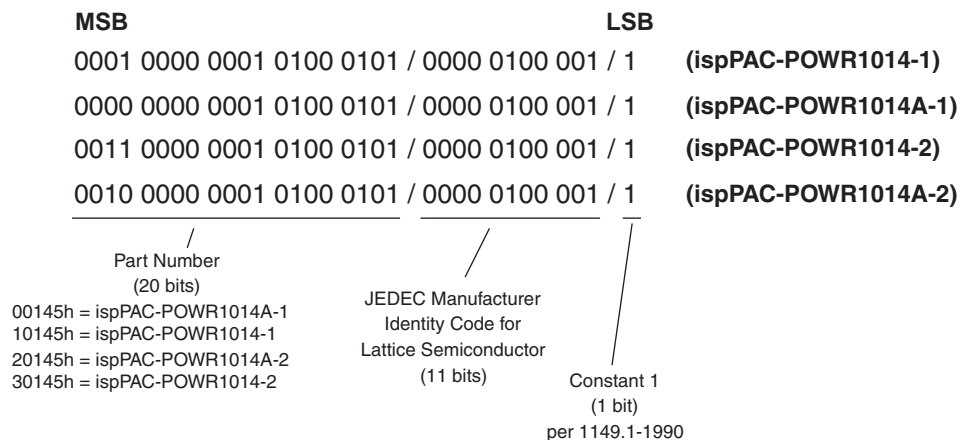 MSB LSB
0001 0000 0001 0100 0101 / 0000 0100 001 / 1 (ispPAC-POWR1014-1)
0000 0000 0001 0100 0101 / 0000 0100 001 / 1 (ispPAC-POWR1014A-1)
0011 0000 0001 0100 0101 / 0000 0100 001 / 1 (ispPAC-POWR1014-2)
0010 0000 0001 0100 0101 / 0000 0100 001 / 1 (ispPAC-POWR1014A-2)
Part Number
(20 bits)
00145h = ispPAC-POWR1014A-1
10145h = ispPAC-POWR1014-1
20145h = ispPAC-POWR1014A-2
30145h = ispPAC-POWR1014-2
JEDEC Manufacturer
Identity Code for
Lattice Semiconductor
(11 bits)
Constant 1
(1 bit)
per 1149.1-1990